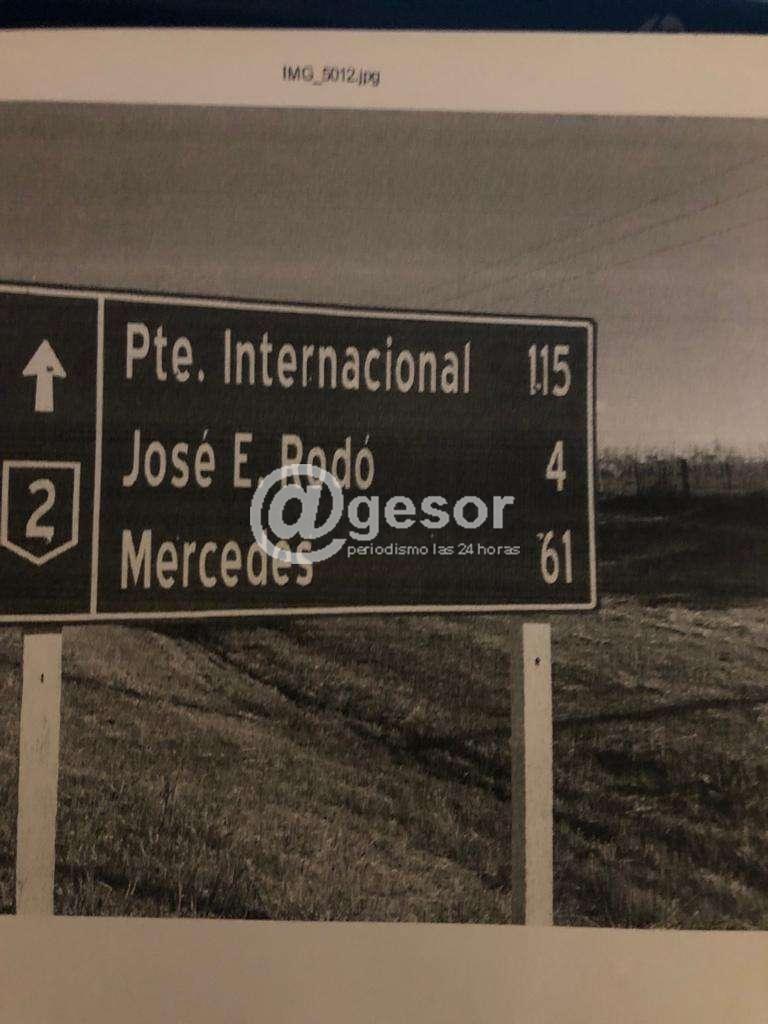 IMG_5012.jpg
Pte. Internacional 115
José E. Rodó 4
2
Mercedes 61
@gesor
periodismo las 24 horas